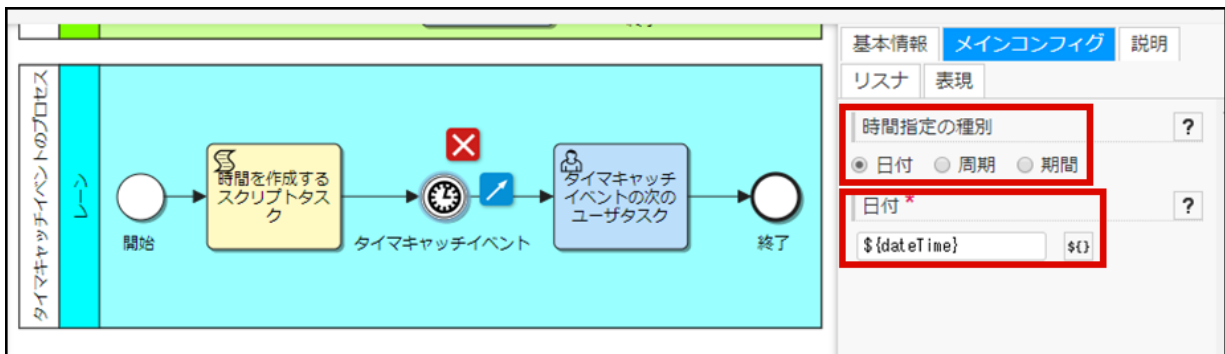 終了
タイマキャッチイベントのプロセス
レーン
開始
時間を作成する
スクリプトタス
ク
タイマキャッチイベント
タイマキャッチ
イベントの次の
ユーザタスク
終了
基本情報 メインコンフィグ 説明
リスナ 表現
時間指定の種別 ?
日付 周期 期間
日付 * ?
${dateTime} ${}